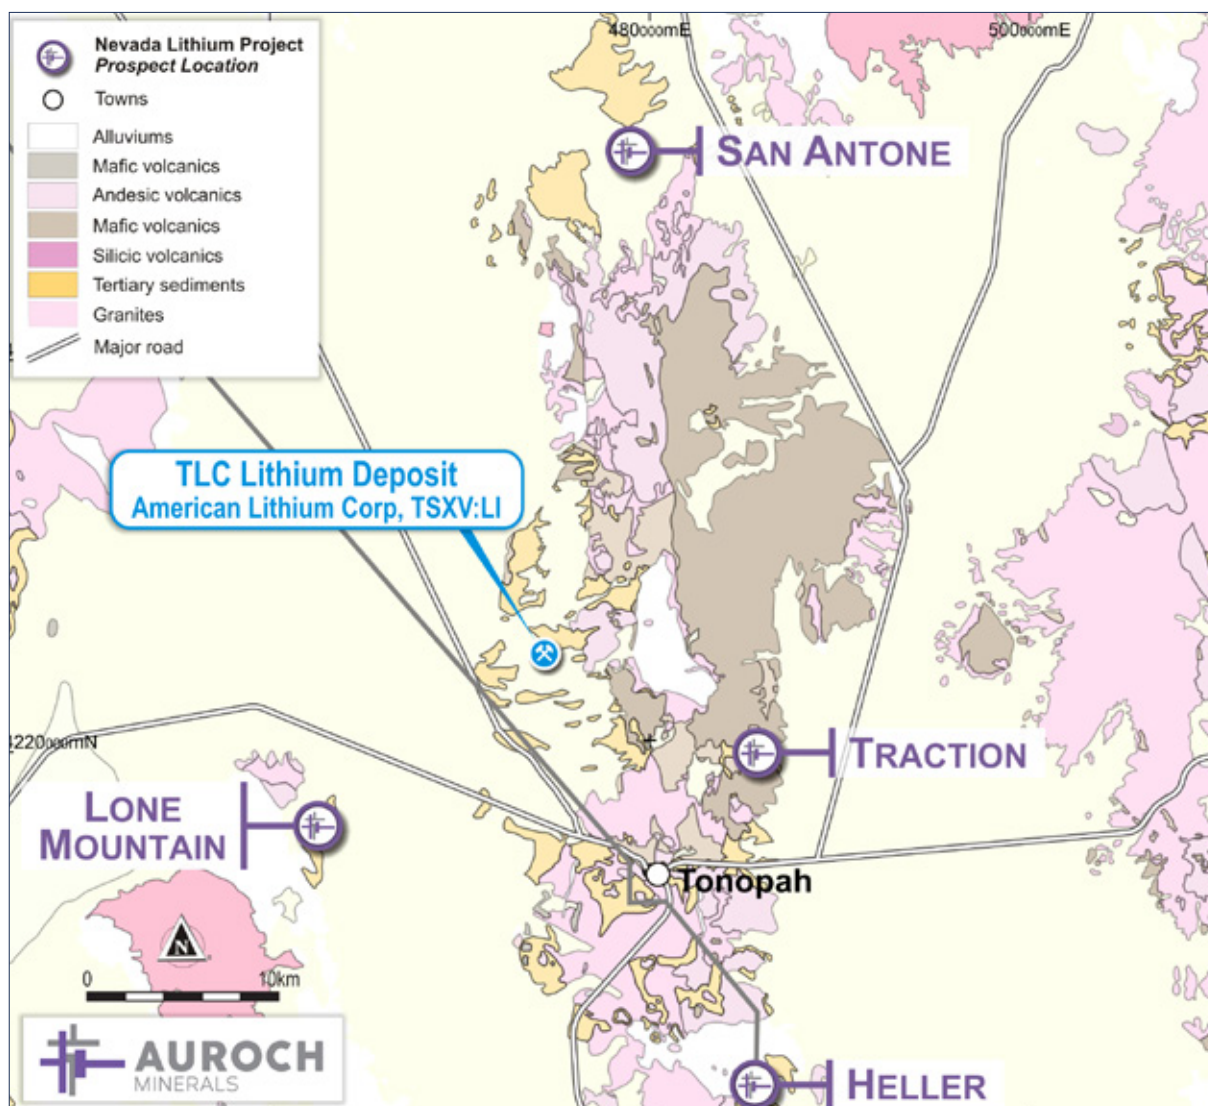 Nevada Lithium Project
Prospect Location
Towns
Alluviums
Mafic volcanics
Andesic volcanics
Mafic volcanics
Silicic volcanics
Tertiary sediments
Granites
Major road
480000mE
500000mE
SAN ANTONE
TLC Lithium Deposit
American Lithium Corp, TSXV:LI
4220000mN
TRACTION
LONE
MOUNTAIN
Tonopah
N
0 10km
AUROCH
MINERALS
HELLER